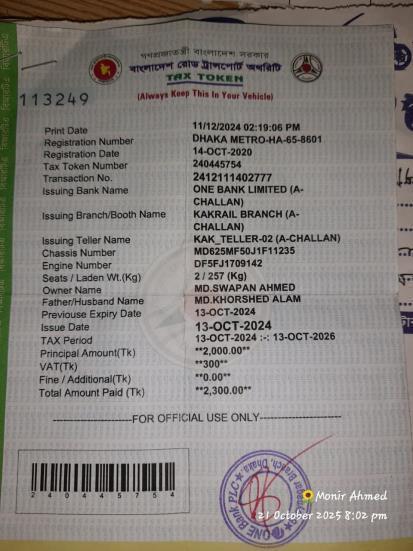 গণপ্রজাতন্ত্রী বাংলাদেশ সরকার
বাংলাদেশ রোড ট্রান্সপোর্ট অথরিটি
TAX TOKEN
(Always Keep This In Your Vehicle)
113249
Print Date 11/12/2024 02:19:06 PM
Registration Number DHAKA METRO-HA-65-8601
Registration Date 14-OCT-2020
Tax Token Number 240445754
Transaction No. 2412111402777
Issuing Bank Name ONE BANK LIMITED (A-
CHALLAN)
Issuing Branch/Booth Name KAKRAIL BRANCH (A-
CHALLAN)
Issuing Teller Name KAK_TELLER-02 (A-CHALLAN)
Chassis Number MD625MF50J1F11235
Engine Number DF5FJ1709142
Seats / Laden Wt.(Kg) 2 / 257 (Kg)
Owner Name MD.SWAPAN AHMED
Father/Husband Name MD.KHORSHED ALAM
Previouse Expiry Date 13-OCT-2024
Issue Date 13-OCT-2024
TAX Period 13-OCT-2024 :-: 13-OCT-2026
Principal Amount(Tk) **2,000.00**
VAT(Tk) **300**
Fine / Additional(Tk) **0.00**
Total Amount Paid (Tk) **2,300.00**
FOR OFFICIAL USE ONLY
240445754
One Bank PLC
Branch, Dhaka
Monir Ahmed
21 October 2025 8:02 pm